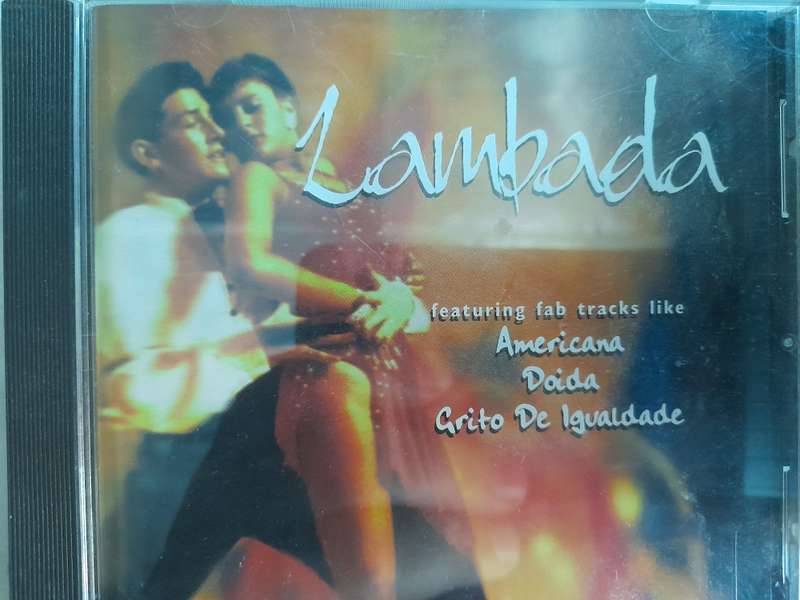 Lambada
featuring fab tracks like
Americana
Doida
Grito De Igualdade